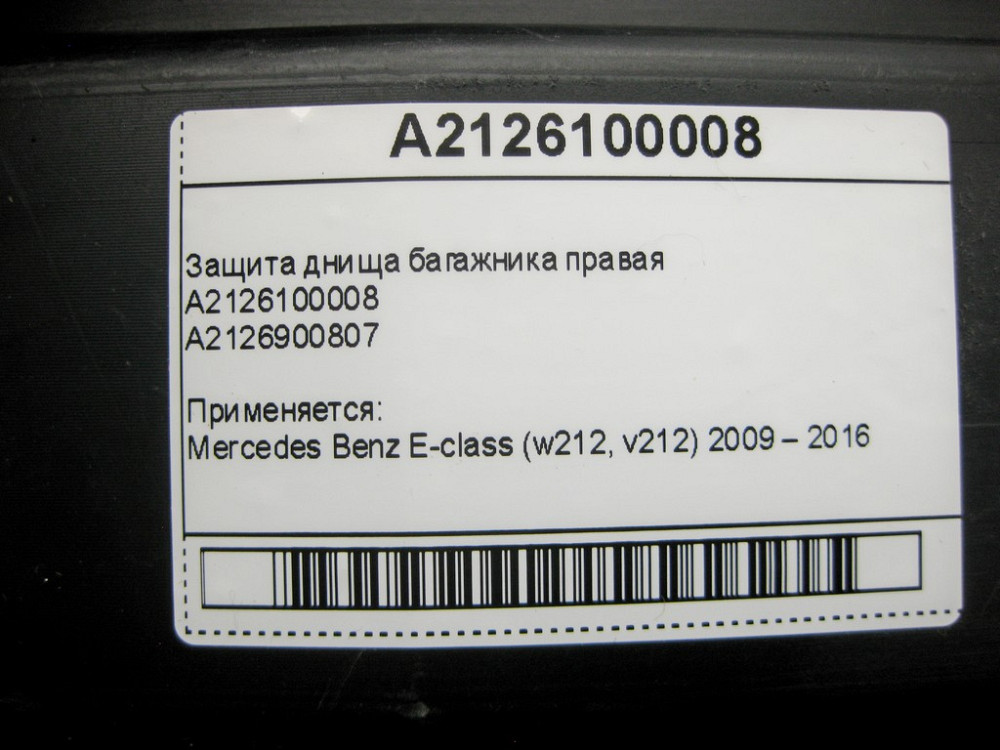 A2126100008
Защита днища багажника правая
A2126100008
A2126900807
Применяется:
Mercedes Benz E-class (w212, v212) 2009 – 2016